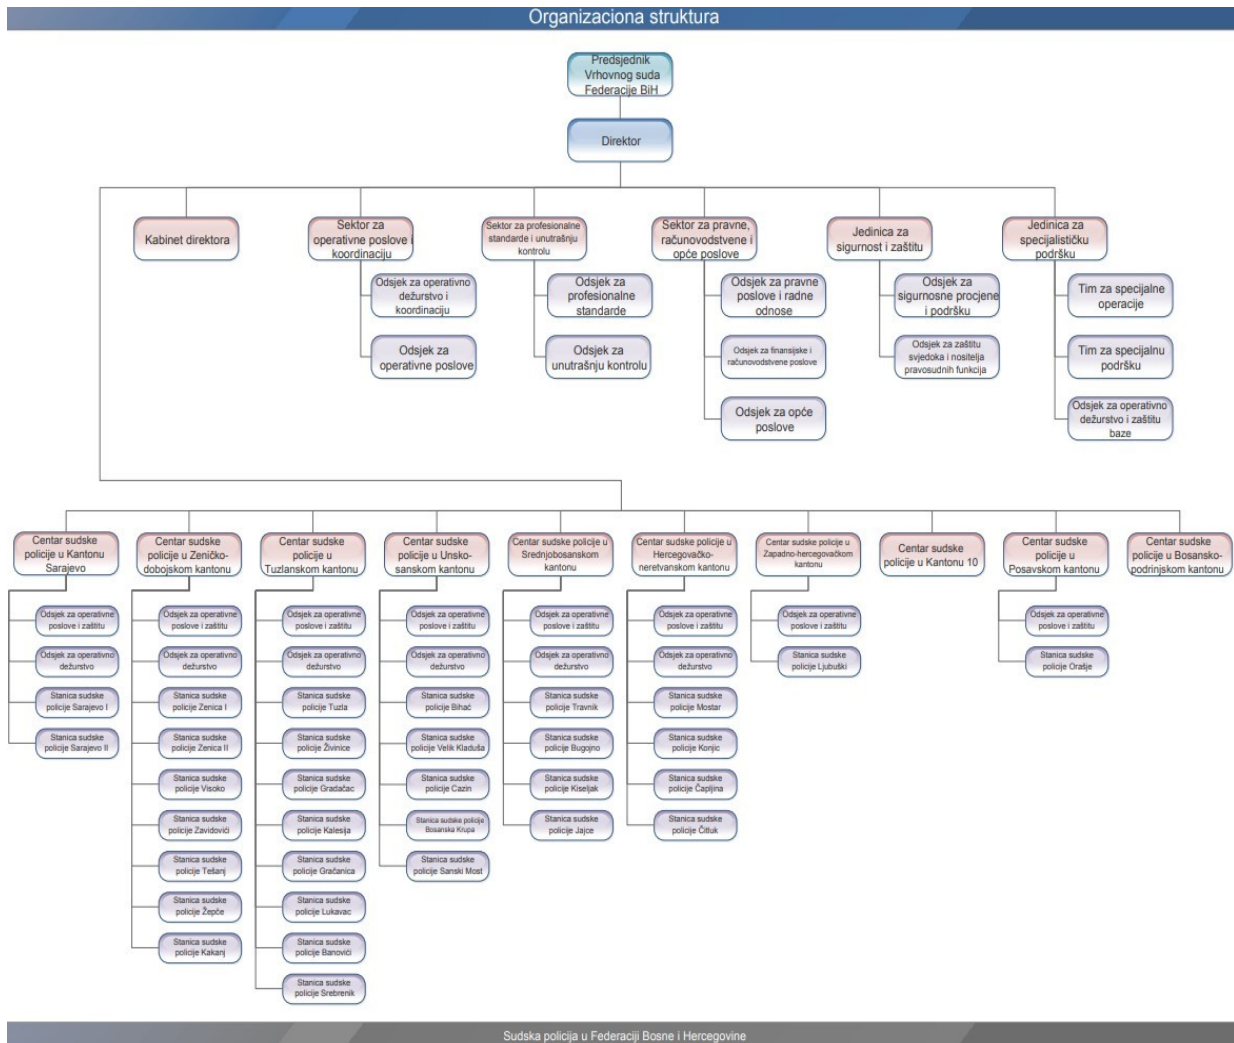 Organizaciona struktura
Predsjednik
Vrhovnog suda
Federacije BiH
Direktor
Kabinet direktora
Sektor za
operativne poslove i
koordinaciju
Odsjek za operativno
dežurstvo i
koordinaciju
Odsjek za
operativne poslove
Sektor za profesionalne
standarde i unutrašnju
kontrolu
Odsjek za
profesionalne
standarde
Odsjek za
unutrašnju kontrolu
Sektor za pravne,
računovodstvene i
opće poslove
Odsjek za pravne
poslove i radne
odnose
Odsjek za finansijske i
računovodstvene poslove
Odsjek za opće
poslove
Jedinica za
sigurnost i zaštitu
Odsjek za
sigurnosne procjene
i podršku
Odsjek za zaštitu
svjedoka i nositelja
pravosudnih funkcija
Jedinica za
specijalističku
podršku
Tim za specijalne
operacije
Tim za specijalnu
podršku
Odsjek za operativno
dežurstvo i zaštitu
baze
Centar sudske
policije u Kantonu
Sarajevo
Odsjek za operativne
poslove i zaštitu
Odsjek za operativno
dežurstvo
Stanica sudske
policije Sarajevo I
Stanica sudske
policije Sarajevo II
Centar sudske
policije u Zeničko-
dobojskom kantonu
Odsjek za operativne
poslove i zaštitu
Odsjek za operativno
dežurstvo
Stanica sudske
policije Zenica I
Stanica sudske
policije Zenica II
Stanica sudske
policije Visoko
Stanica sudske
policije Zavidovići
Stanica sudske
policije Tešanj
Stanica sudske
policije Žepče
Stanica sudske
policije Kakanj
Centar sudske
policije u
Tuzlanskom kantonu
Odsjek za operativne
poslove i zaštitu
Odsjek za operativno
dežurstvo
Stanica sudske
policije Tuzla
Stanica sudske
policije Živinice
Stanica sudske
policije Gradačac
Stanica sudske
policije Kalesija
Stanica sudske
policije Gračanica
Stanica sudske
policije Lukavac
Stanica sudske
policije Banovići
Stanica sudske
policije Srebrenik
Centar sudske
policije u Unsko-
sanskom kantonu
Odsjek za operativne
poslove i zaštitu
Odsjek za operativno
dežurstvo
Stanica sudske
policije Bihać
Stanica sudske
policije Velik Kladuša
Stanica sudske
policije Cazin
Stanica sudske policije
Bosanska Krupa
Stanica sudske
policije Sanski Most
Centar sudske policije u
Srednjobosanskom
kantonu
Odsjek za operativne
poslove i zaštitu
Odsjek za operativno
dežurstvo
Stanica sudske
policije Travnik
Stanica sudske
policije Bugojno
Stanica sudske
policije Kiseljak
Stanica sudske
policije Jajce
Centar sudske policije u
Hercegovačko-
neretvanskom kantonu
Odsjek za operativne
poslove i zaštitu
Odsjek za operativno
dežurstvo
Stanica sudske
policije Mostar
Stanica sudske
policije Konjic
Stanica sudske
policije Čapljina
Stanica sudske
policije Čitluk
Centar sudske policije u
Zapadno-hercegovačkom
kantonu
Odsjek za operativne
poslove i zaštitu
Stanica sudske
policije Ljubuški
Centar sudske
policije u Kantonu 10
Centar sudske
policije u
Posavskom kantonu
Odsjek za operativne
poslove i zaštitu
Stanica sudske
policije Orašje
Centar sudske
policije u Bosansko-
podrinjskom kantonu
Sudska policija u Federaciji Bosne i Hercegovine